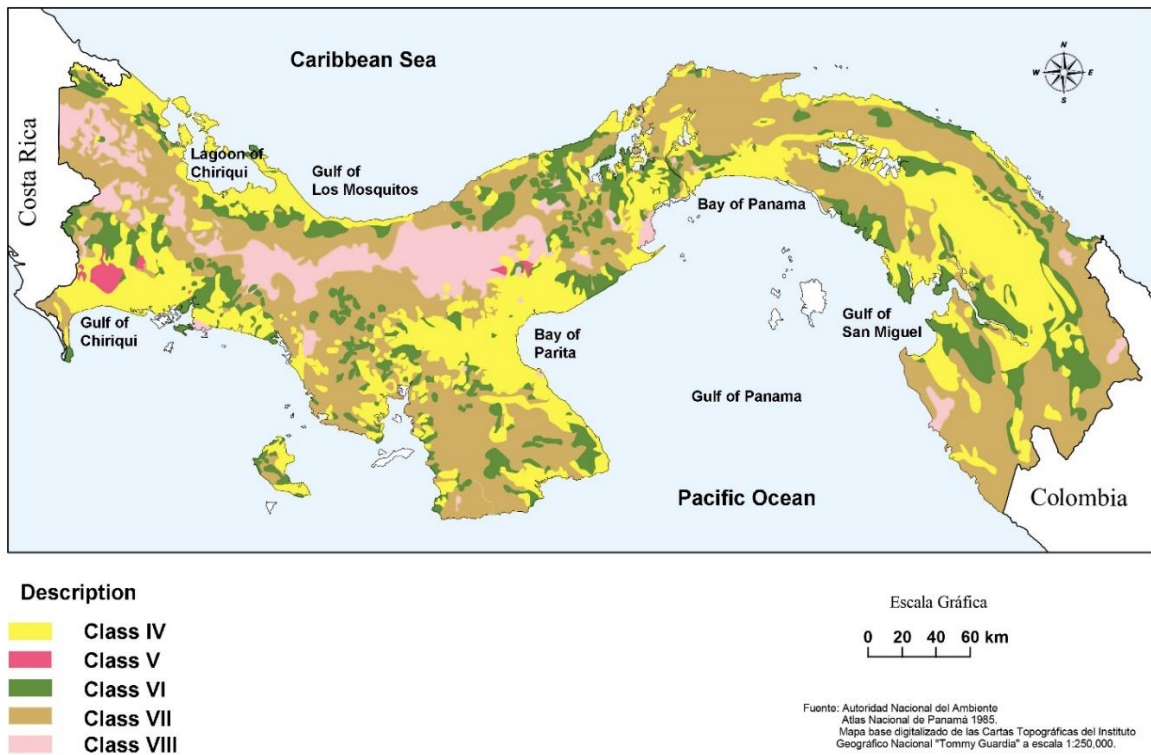 Caribbean Sea
N
W E
S
Costa Rica
Lagoon of
Chiriqui
Gulf of
Los Mosquitos
Bay of Panama
Gulf of
Chiriqui
Bay of
Parita
Gulf of
San Miguel
Gulf of Panama
Pacific Ocean
Colombia
Description
Class IV
Class V
Class VI
Class VII
Class VIII
Escala Gráfica
0 20 40 60 km
Fuente: Autoridad Nacional del Ambiente
Atlas Nacional de Panamá 1985.
Mapa base digitalizado de las Cartas Topográficas del Instituto
Geográfico Nacional "Tommy Guardia" a escala 1:250,000.